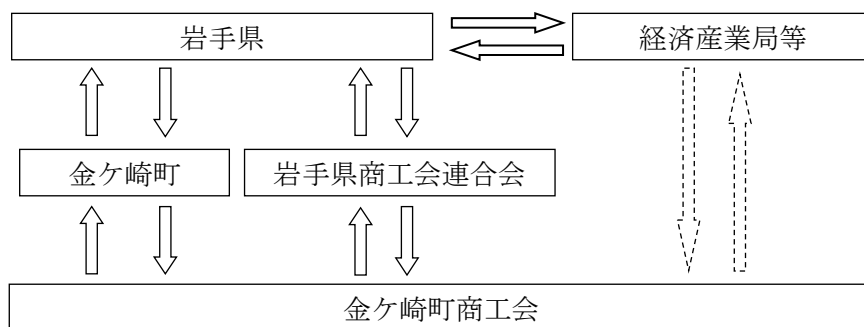 岩手県
経済産業局等
金ケ崎町
岩手県商工会連合会
金ケ崎町商工会